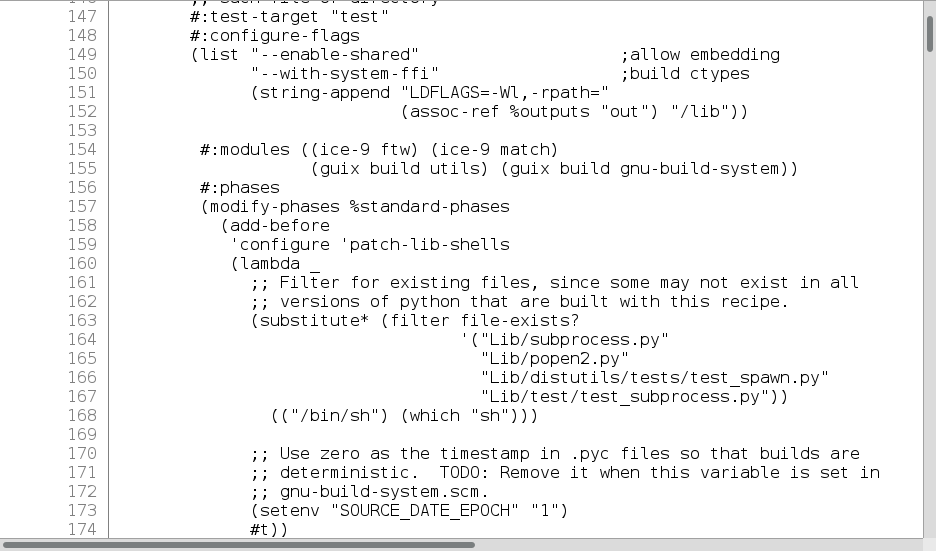 147 #:test-target "test"
148 #:configure-flags
149 (list "--enable-shared" ;allow embedding
150 "--with-system-ffi" ;build ctypes
151 (string-append "LDFLAGS=-Wl,-rpath="
152 (assoc-ref %outputs "out") "/lib"))
153
154 #:modules ((ice-9 ftw) (ice-9 match)
155 (guix build utils) (guix build gnu-build-system))
156 #:phases
157 (modify-phases %standard-phases
158 (add-before
159 'configure 'patch-lib-shells
160 (lambda _
161 ;; Filter for existing files, since some may not exist in all
162 ;; versions of python that are built with this recipe.
163 (substitute* (filter file-exists?
164 '("Lib/subprocess.py"
165 "Lib/popen2.py"
166 "Lib/distutils/tests/test_spawn.py"
167 "Lib/test/test_subprocess.py"))
168 (("/bin/sh") (which "sh")))
169
170 ;; Use zero as the timestamp in .pyc files so that builds are
171 ;; deterministic.  TODO: Remove it when this variable is set in
172 ;; gnu-build-system.scm.
173 (setenv "SOURCE_DATE_EPOCH" "1")
174 #t))